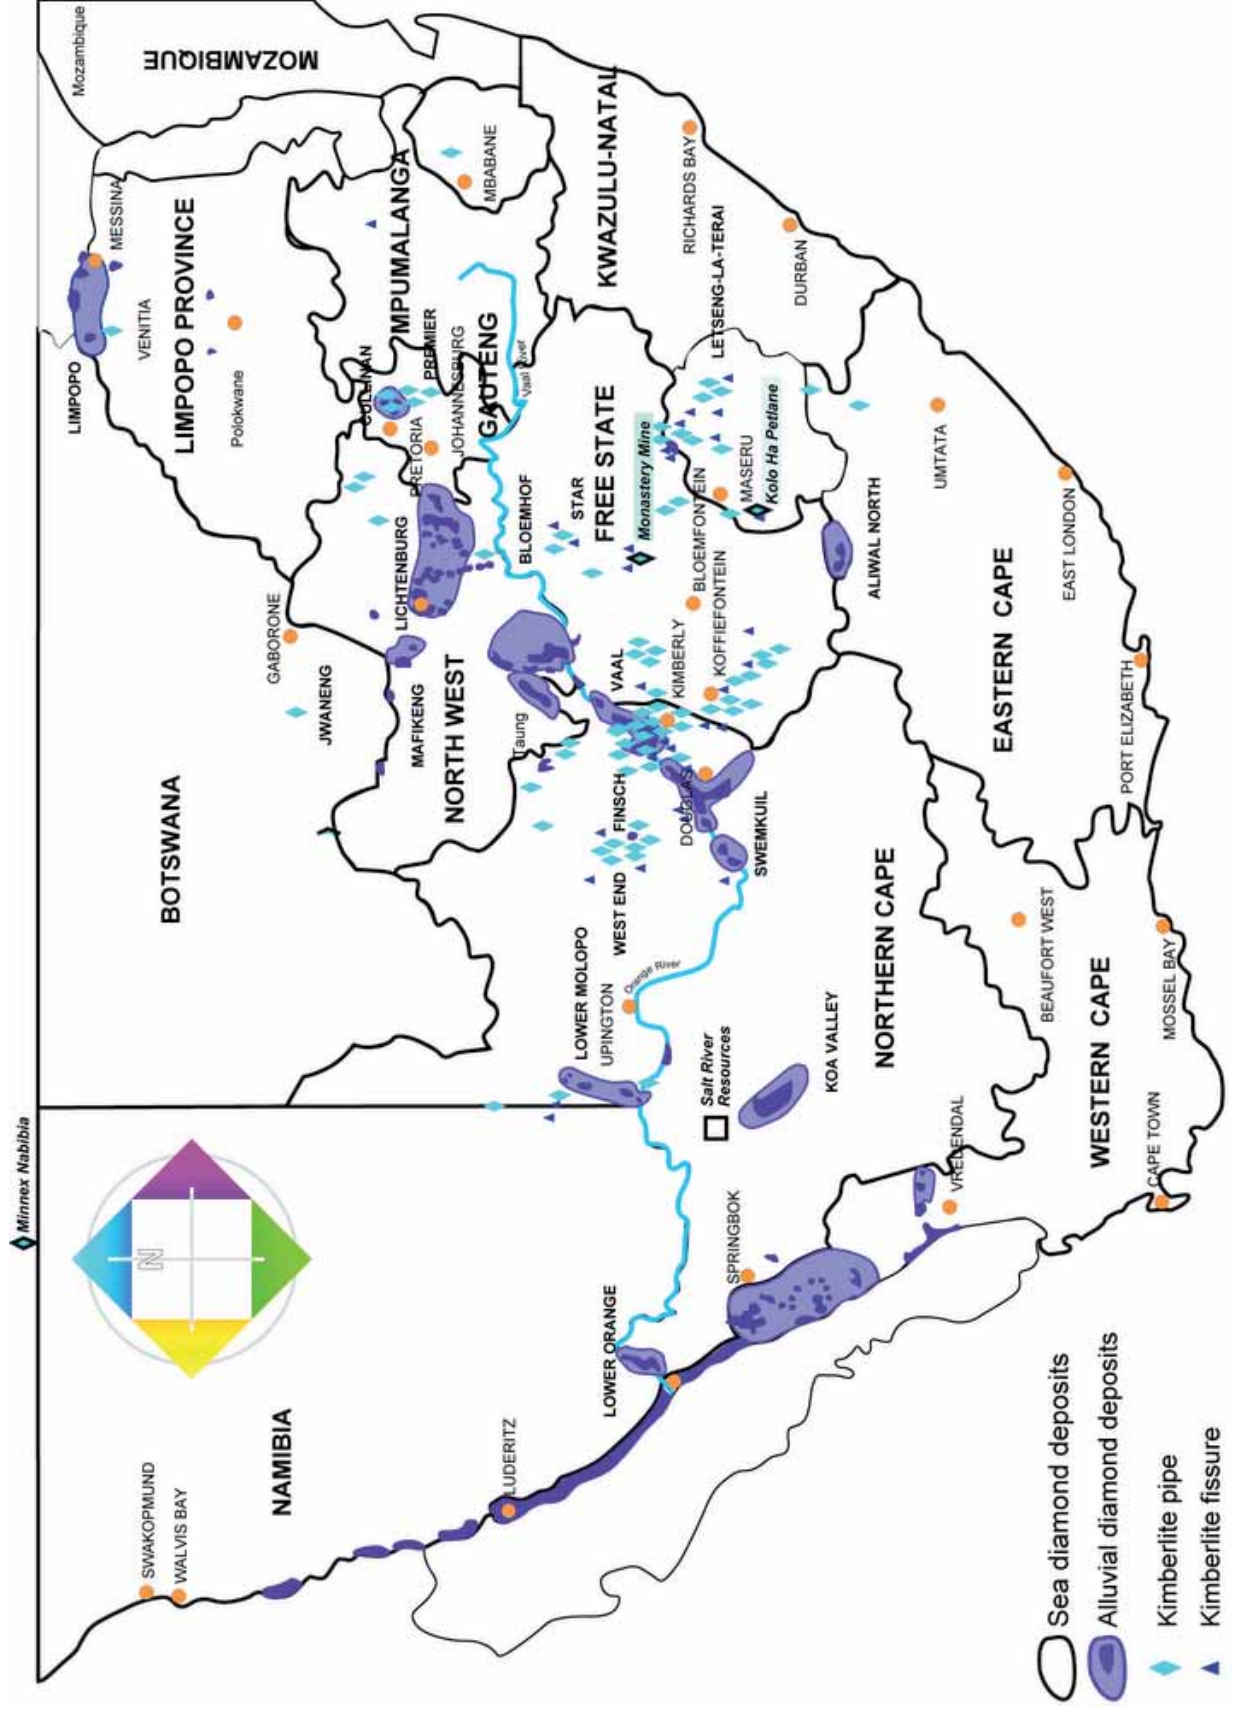 Minnex Nabibia
Mozambique
MOZAMBIQUE
N
SWAKOPMUND
WALVIS BAY
NAMIBIA
LUDERITZ
BOTSWANA
GABORONE
JWANENG
LIMPOPO
MESSINA
VENITIA
LIMPOPO PROVINCE
Polokwane
MPUMALANGA
MBABANE
CULLINAN
PREMIER
PRETORIA
JOHANNESBURG
GAUTENG
Vaal River
LICHTENBURG
MAFIKENG
NORTH WEST
Taung
BLOEMHOF
STAR
FREE STATE
Monastery Mine
KWAZULU-NATAL
RICHARDS BAY
LETSENG-LA-TERAI
DURBAN
MASERU
Kolo Ha Petlane
BLOEMFONTEIN
KOFFIEFONTEIN
VAAL
KIMBERLY
FINSCH
WEST END
DOUGLAS
SWEMKUIL
LOWER MOLOPO
UPINGTON
Orange River
Salt River
Resources
KOA VALLEY
NORTHERN CAPE
LOWER ORANGE
SPRINGBOK
VREDENDAL
ALIWAL NORTH
UMTATA
EASTERN CAPE
EAST LONDON
PORT ELIZABETH
BEAUFORT WEST
WESTERN CAPE
MOSSEL BAY
CAPE TOWN
Sea diamond deposits
Alluvial diamond deposits
Kimberlite pipe
Kimberlite fissure